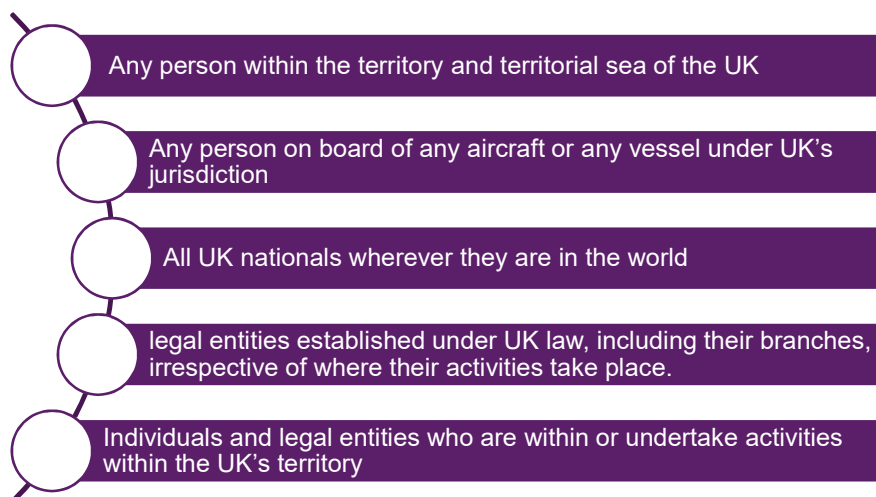 Any person within the territory and territorial sea of the UK
Any person on board of any aircraft or any vessel under UK’s
jurisdiction
All UK nationals wherever they are in the world
legal entities established under UK law, including their branches,
irrespective of where their activities take place.
Individuals and legal entities who are within or undertake activities
within the UK’s territory